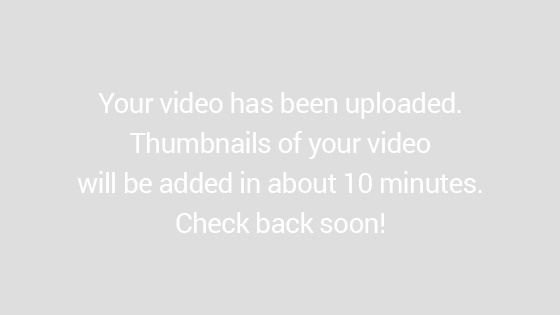 Your video has been uploaded.
Thumbnails of your video
will be added in about 10 minutes.
Check back soon!